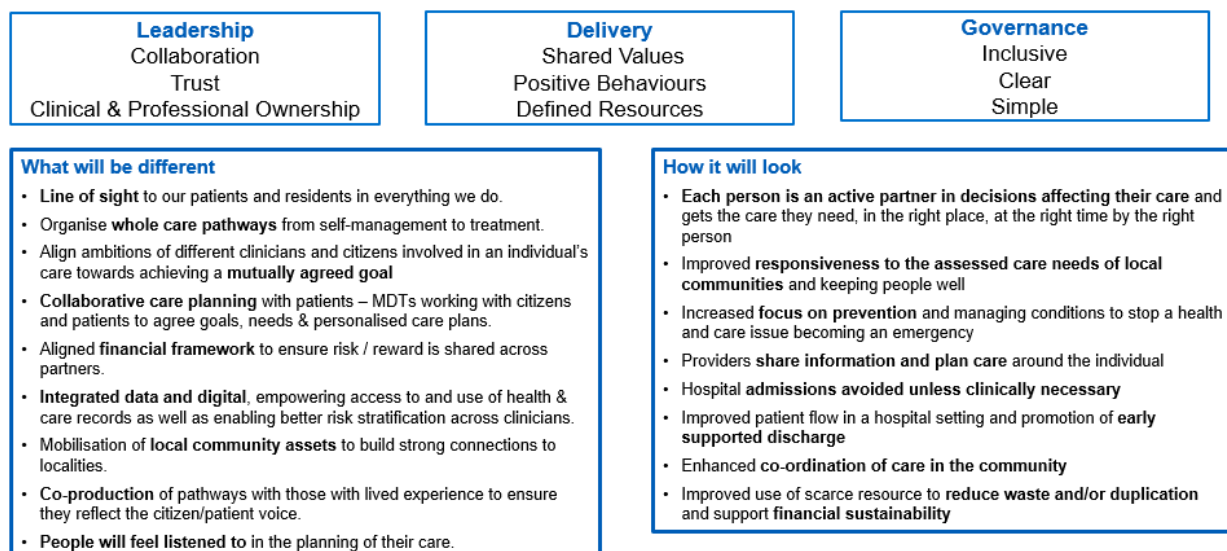 Leadership
Collaboration
Trust
Clinical & Professional Ownership
Delivery
Shared Values
Positive Behaviours
Defined Resources
Governance
Inclusive
Clear
Simple
What will be different
• Line of sight to our patients and residents in everything we do.
• Organise whole care pathways from self-management to treatment.
• Align ambitions of different clinicians and citizens involved in an individual's
care towards achieving a mutually agreed goal
• Collaborative care planning with patients – MDTs working with citizens
and patients to agree goals, needs & personalised care plans.
• Aligned financial framework to ensure risk / reward is shared across
partners.
• Integrated data and digital, empowering access to and use of health &
care records as well as enabling better risk stratification across clinicians.
• Mobilisation of local community assets to build strong connections to
localities.
• Co-production of pathways with those with lived experience to ensure
they reflect the citizen/patient voice.
• People will feel listened to in the planning of their care.
How it will look
• Each person is an active partner in decisions affecting their care and
gets the care they need, in the right place, at the right time by the right
person
• Improved responsiveness to the assessed care needs of local
communities and keeping people well
• Increased focus on prevention and managing conditions to stop a health
and care issue becoming an emergency
• Providers share information and plan care around the individual
• Hospital admissions avoided unless clinically necessary
• Improved patient flow in a hospital setting and promotion of early
supported discharge
• Enhanced co-ordination of care in the community
• Improved use of scarce resource to reduce waste and/or duplication
and support financial sustainability